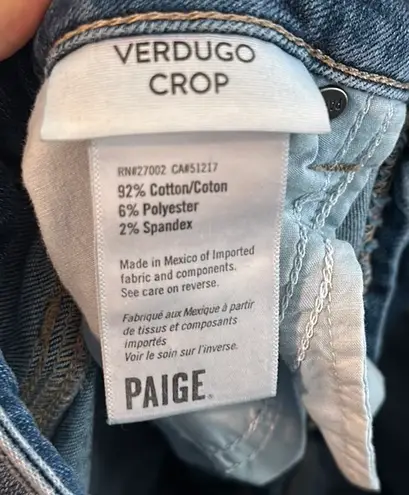 VERDUGO
CROP
RN#27002 CA#51217
92% Cotton/Coton
6% Polyester
2% Spandex
Made in Mexico of Imported
fabric and components.
See care on reverse.
Fabriqué aux Mexique à partir
de tissus et composants
importés
Voir le soin sur l'inverse.
PAIGE.